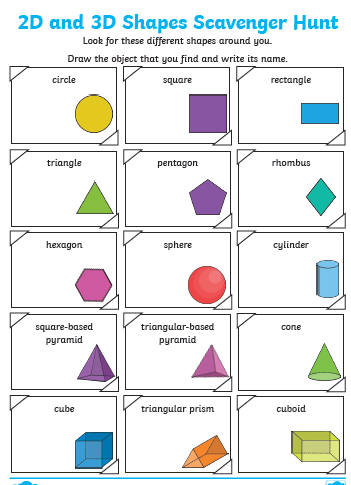 2D and 3D Shapes Scavenger Hunt
Look for these different shapes around you.
Draw the object that you find and write its name.
circle
square
rectangle
triangle
pentagon
rhombus
hexagon
sphere
cylinder
square-based
pyramid
triangular-based
pyramid
cone
cube
triangular prism
cuboid